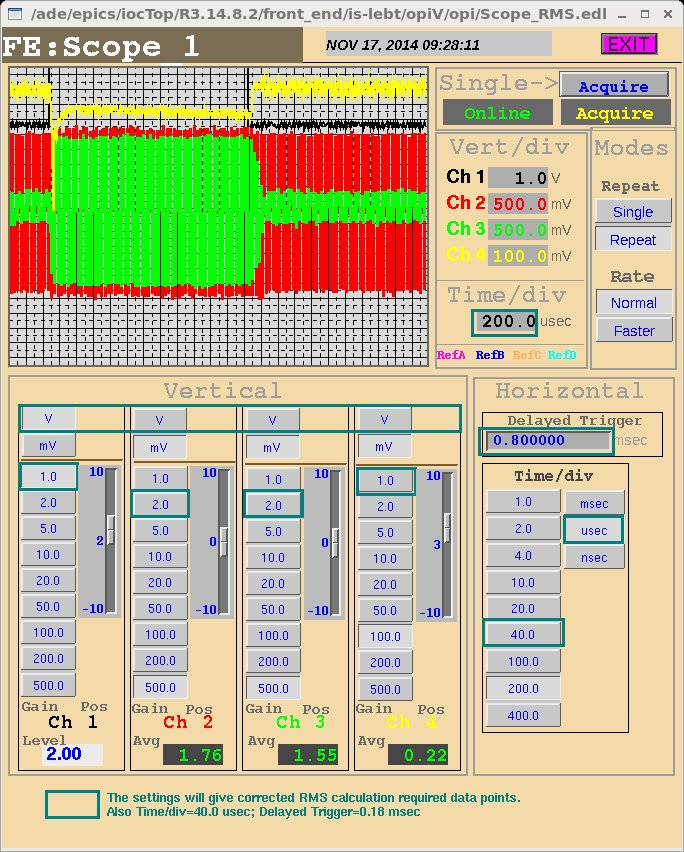 /ade/epics/iocTop/R3.14.8.2/front_end/is-lebt/opiV/opi/Scope_RMS.edl
FE:Scope_1
NOV 17, 2014 09:28:11
EXIT
Single->
Acquire
Online
Acquire
Vert/div
Ch 1 1.0 V
Ch 2 500.0 mV
Ch 3 500.0 mV
Ch 4 100.0 mV
Time/div
200.0 usec
RefA RefB RefC RefD
Modes
Repeat
Single
Repeat
Rate
Normal
Faster
Vertical
V
mV
1.0
2.0
5.0
10.0
20.0
50.0
100.0
200.0
500.0
10
2
-10
Gain Pos
Ch 1
Level
2.00
V
mV
1.0
2.0
5.0
10.0
20.0
50.0
100.0
200.0
500.0
10
0
-10
Gain Pos
Ch 2
Avg
1.76
V
mV
1.0
2.0
5.0
10.0
20.0
50.0
100.0
200.0
500.0
10
0
-10
Gain Pos
Ch 3
Avg
1.55
V
mV
1.0
2.0
5.0
10.0
20.0
50.0
100.0
200.0
500.0
10
3
-10
Gain Pos
Ch 4
Avg
0.22
Horizontal
Delayed Trigger
0.800000 msec
Time/div
1.0
2.0
4.0
10.0
20.0
40.0
100.0
200.0
400.0
msec
usec
nsec
The settings will give corrected RMS calculation required data points.
Also Time/div=40.0 usec; Delayed Trigger=0.18 msec